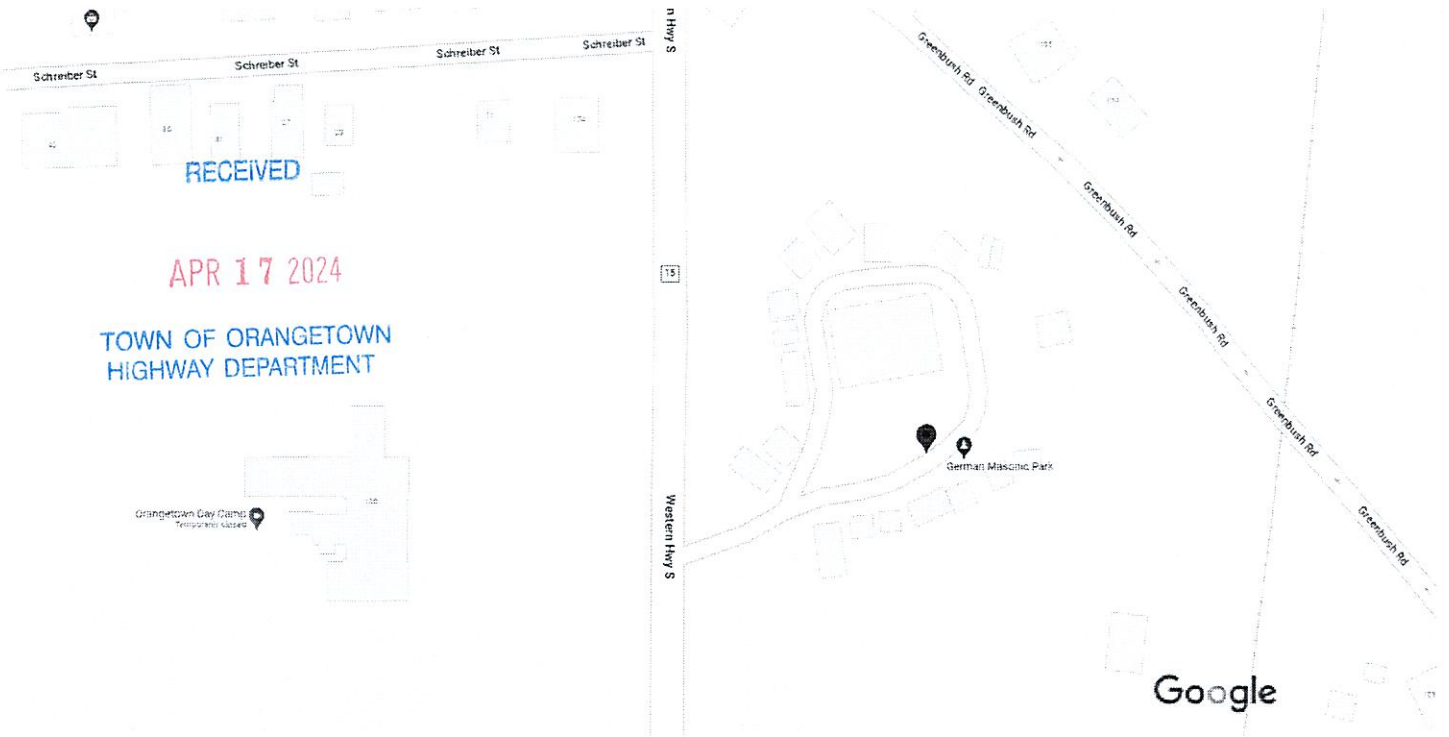 Schreiber St
Schreiber St
Schreiber St
Schreiber St
n Hwy S
Greenbush Rd
Greenbush Rd
RECEIVED
APR 17 2024
TOWN OF ORANGETOWN
HIGHWAY DEPARTMENT
15
Greenbush Rd
Greenbush Rd
Greenbush Rd
Greenbush Rd
German Masonic Park
Orangetown Day Camp
Temporarily closed
Western Hwy S
Google